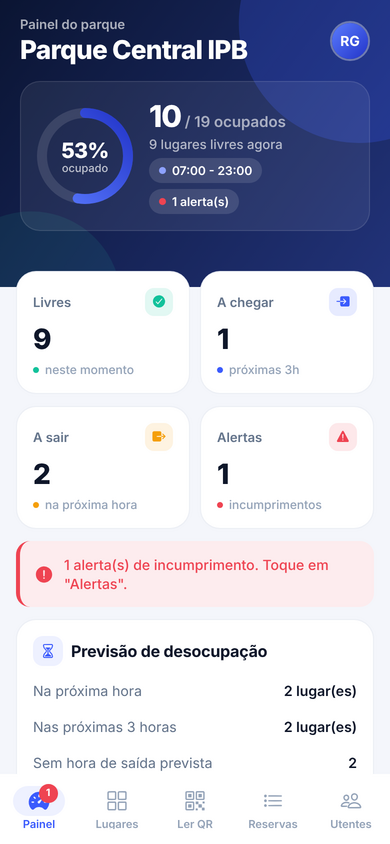 Painel do parque
Parque Central IPB
RG
53%
ocupado
10 / 19 ocupados
9 lugares livres agora
07:00 - 23:00
1 alerta(s)
Livres
9
neste momento
A chegar
1
próximas 3h
A sair
2
na próxima hora
Alertas
1
incumprimentos
1 alerta(s) de incumprimento. Toque em
"Alertas".
Previsão de desocupação
Na próxima hora 2 lugar(es)
Nas próximas 3 horas 2 lugar(es)
Sem hora de saída prevista 2
1
Painel
Lugares
Ler QR
Reservas
Utentes